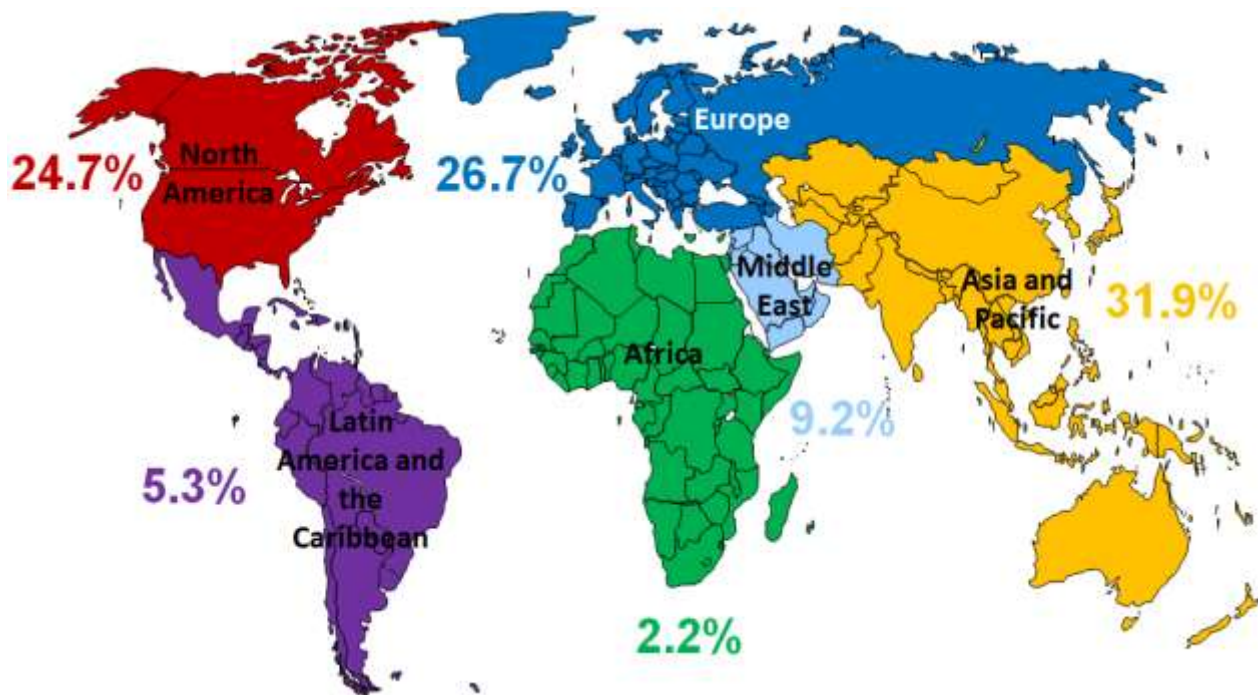 Europe
24.7%
North
America
26.7%
Middle
East
Asia and
Pacific
31.9%
Africa
9.2%
Latin
America and
the
Caribbean
5.3%
2.2%